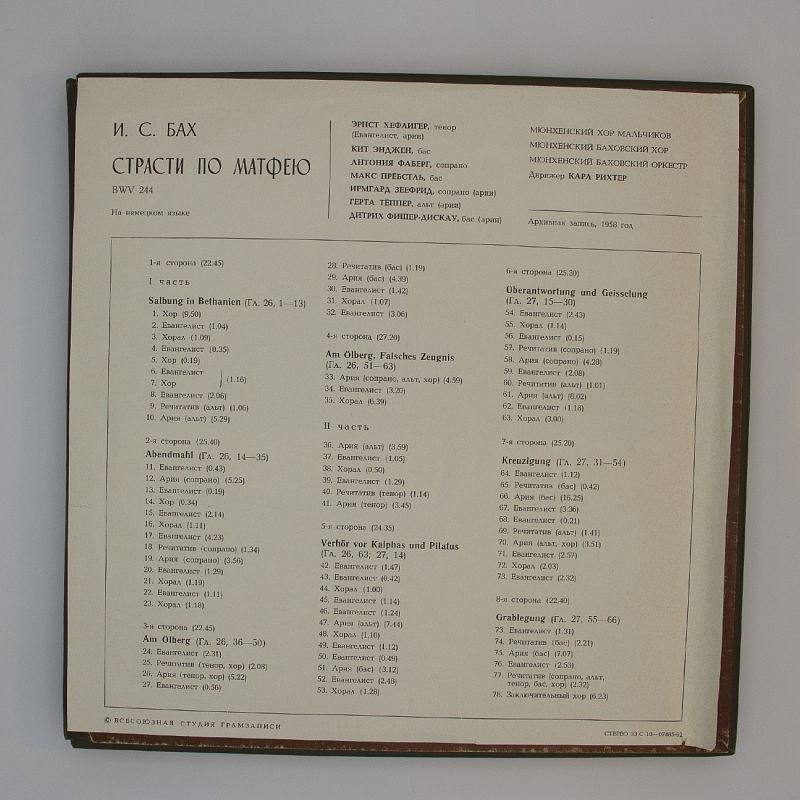 И. С. БАХ
СТРАСТИ ПО МАТФЕЮ
BWV 244
На немецком языке
ЭРНСТ ХЕФЛИГЕР, тенор
(Евангелист, арии)
КИТ ЭНДЖЕН, бас
АНТОНИЯ ФАБЕРГ, сопрано
МАКС ПРЁБСТЛЬ, бас
ИРМГАРД ЗЕЕФРИД, сопрано (арии)
ГЕРТА ТЁППЕР, альт (арии)
ДИТРИХ ФИШЕР-ДИСКАУ, бас (арии)
МЮНХЕНСКИЙ ХОР МАЛЬЧИКОВ
МЮНХЕНСКИЙ БАХОВСКИЙ ХОР
МЮНХЕНСКИЙ БАХОВСКИЙ ОРКЕСТР
Дирижер КАРЛ РИХТЕР
Архивная запись, 1958 год
1-я сторона (22.45)
I часть
Salbung in Bethanien (Гл. 26, 1—13)
1. Хор (9.50)
2. Евангелист (1.04)
3. Хорал (1.09)
4. Евангелист (0.35)
5. Хор (0.19)
6. Евангелист
7. Хор
(1.16)
8. Евангелист (2.06)
9. Речитатив (альт) (1.06)
10. Ария (альт) (5.29)
2-я сторона (25.40)
Abendmahl (Гл. 26, 14—35)
11. Евангелист (0.43)
12. Ария (сопрано) (5.25)
13. Евангелист (0.19)
14. Хор (0.34)
15. Евангелист (2.14)
16. Хорал (1.11)
17. Евангелист (4.23)
18. Речитатив (сопрано) (1.34)
19. Ария (сопрано) (3.56)
20. Евангелист (1.29)
21. Хорал (1.19)
22. Евангелист (1.11)
23. Хорал (1.18)
3-я сторона (22.45)
Am Ölberg (Гл. 26, 36—50)
24. Евангелист (2.31)
25. Речитатив (тенор, хор) (2.08)
26. Ария (тенор, хор) (5.22)
27. Евангелист (0.56)
28. Речитатив (бас) (1.19)
29. Ария (бас) (4.39)
30. Евангелист (1.42)
31. Хорал (1.07)
32. Евангелист (3.06)
4-я сторона (27.20)
Am Ölberg. Falsches Zeugnis
(Гл. 26, 51—63)
33. Ария (сопрано, альт, хор) (4.59)
34. Евангелист (3.20)
35. Хорал (6.39)
II часть
36. Ария (альт) (3.59)
37. Евангелист (1.05)
38. Хорал (0.50)
39. Евангелист (1.29)
40. Речитатив (тенор) (1.14)
41. Ария (тенор) (3.45)
5-я сторона (24.35)
Verhör vor Kaiphas und Pilatus
(Гл. 26, 63; 27, 14)
42. Евангелист (1.47)
43. Евангелист (0.42)
44. Хорал (1.00)
45. Евангелист (1.14)
46. Евангелист (1.24)
47. Ария (альт) (7.44)
48. Хорал (1.10)
49. Евангелист (1.12)
50. Евангелист (0.49)
51. Ария (бас) (3.12)
52. Евангелист (2.48)
53. Хорал (1.28)
6-я сторона (25.30)
Uberantwortung und Geisselung
(Гл. 27, 15—30)
54. Евангелист (2.43)
55. Хорал (1.14)
56. Евангелист (0.15)
57. Речитатив (сопрано) (1.19)
58. Ария (сопрано) (4.28)
59. Евангелист (2.08)
60. Речитатив (альт) (1.01)
61. Ария (альт) (8.02)
62. Евангелист (1.18)
63. Хорал (3.00)
7-я сторона (25.20)
Kreuzigung (Гл. 27, 31—54)
64. Евангелист (1.12)
65. Речитатив (бас) (0.42)
66. Ария (бас) (16,25)
67. Евангелист (3.36)
68. Евангелист (0.21)
69. Речитатив (альт) (1.41)
70. Ария (альт, хор) (3.51)
71. Евангелист (2.57)
72. Хорал (2.03)
73. Евангелист (2.32)
8-я сторона (22.40)
Grablegung (Гл. 27, 55—66)
73. Евангелист (1.31)
74. Речитатив (бас) (2.21)
75. Ария (бас) (7.07)
76. Евангелист (2.53)
77. Речитатив (сопрано, альт,
тенор, бас, хор) (2.32)
78. Заключительный хор (6.23)
© ВСЕСОЮЗНАЯ СТУДИЯ ГРАМЗАПИСИ
СТЕРЕО 33 С 10—07485-92